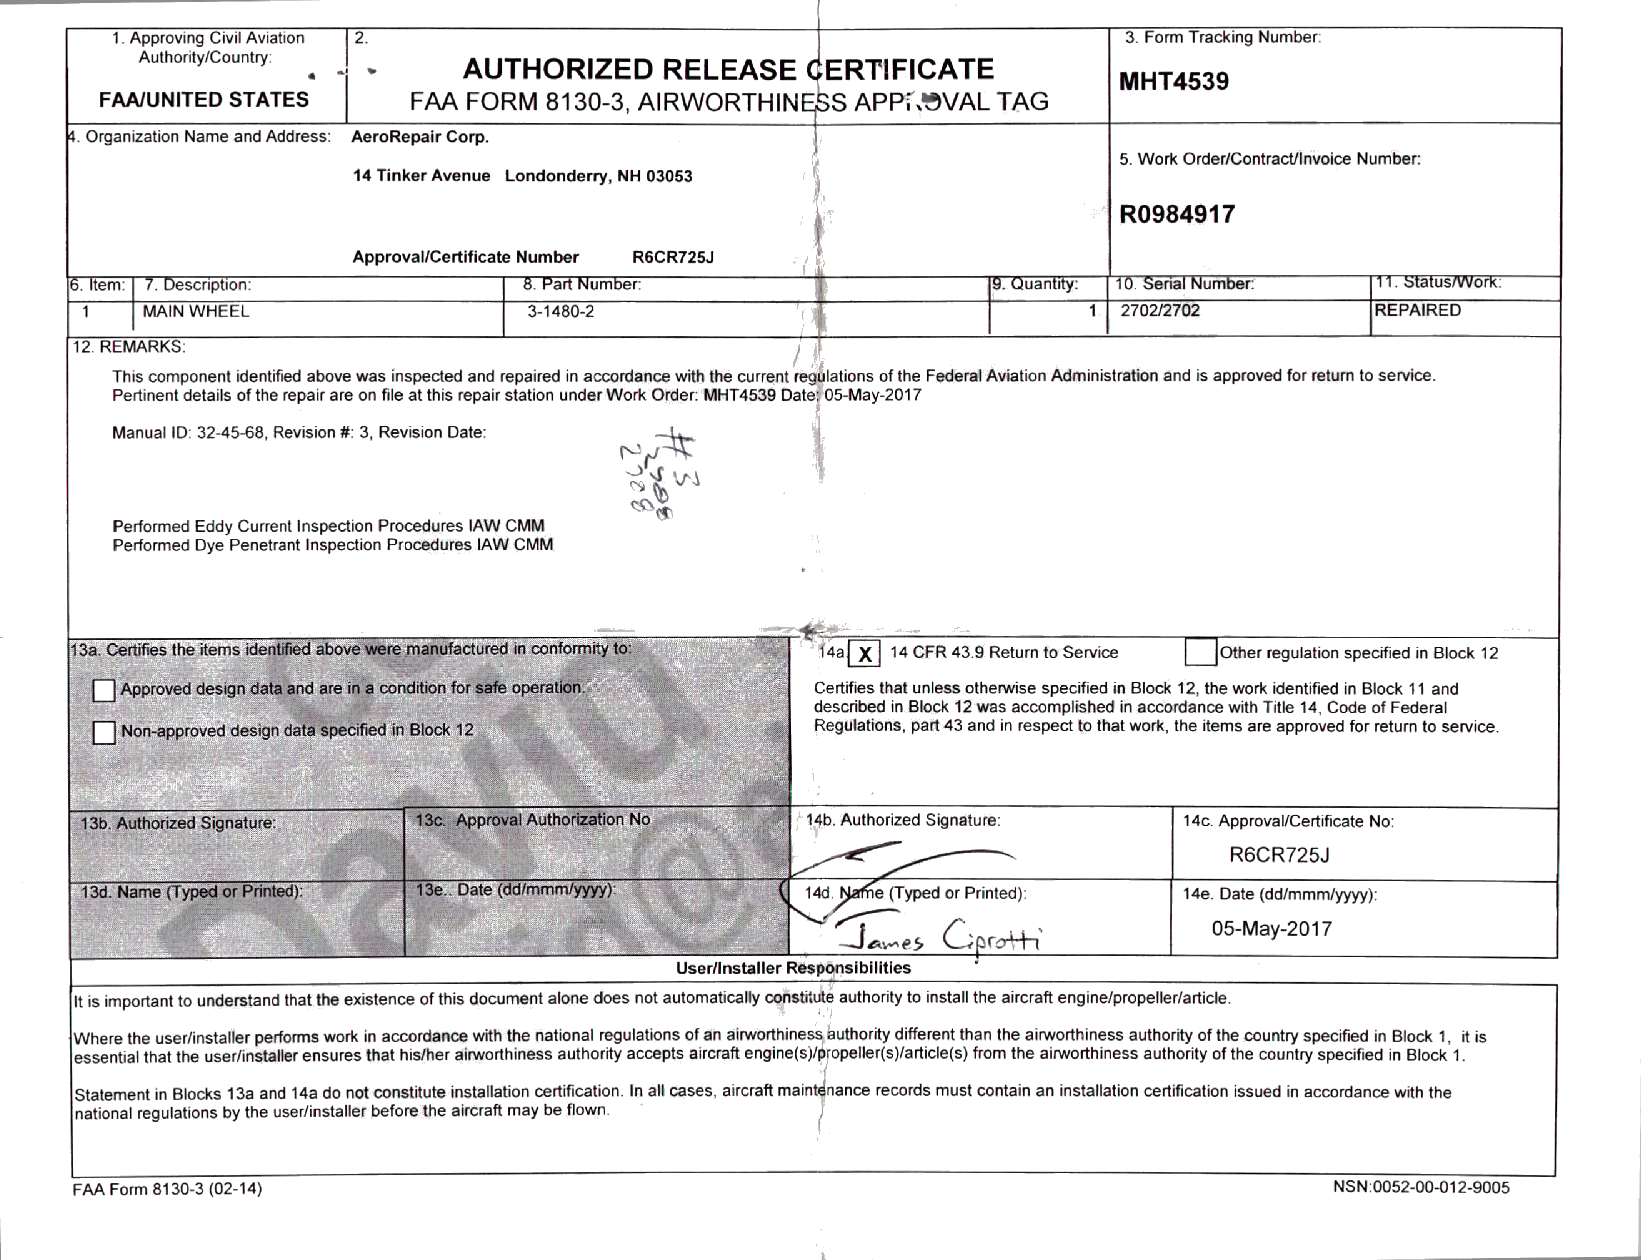 1. Approving Civil Aviation
Authority/Country:
FAA/UNITED STATES
2.
AUTHORIZED RELEASE CERTIFICATE
FAA FORM 8130-3, AIRWORTHINESS APPROVAL TAG
3. Form Tracking Number:
MHT4539
4. Organization Name and Address: AeroRepair Corp.
14 Tinker Avenue Londonderry, NH 03053
Approval/Certificate Number R6CR725J
5. Work Order/Contract/Invoice Number:
R0984917
6. Item: 7. Description: 8. Part Number: 9. Quantity: 10. Serial Number: 11. Status/Work:
1 MAIN WHEEL 3-1480-2 1 2702/2702 REPAIRED
12. REMARKS:
This component identified above was inspected and repaired in accordance with the current regulations of the Federal Aviation Administration and is approved for return to service.
Pertinent details of the repair are on file at this repair station under Work Order: MHT4539 Date: 05-May-2017
Manual ID: 32-45-68, Revision #: 3, Revision Date:
#3
Performed Eddy Current Inspection Procedures IAW CMM
Performed Dye Penetrant Inspection Procedures IAW CMM
13a. Certifies the items identified above were manufactured in conformity to:
Approved design data and are in a condition for safe operation.
Non-approved design data specified in Block 12
14a X 14 CFR 43.9 Return to Service Other regulation specified in Block 12
Certifies that unless otherwise specified in Block 12, the work identified in Block 11 and
described in Block 12 was accomplished in accordance with Title 14, Code of Federal
Regulations, part 43 and in respect to that work, the items are approved for return to service.
13b. Authorized Signature: 13c. Approval Authorization No
14b. Authorized Signature: 14c. Approval/Certificate No:
R6CR725J
13d. Name (Typed or Printed): 13e.. Date (dd/mmm/yyyy):
14d. Name (Typed or Printed): 14e. Date (dd/mmm/yyyy):
James Ciprotti 05-May-2017
User/Installer Responsibilities
It is important to understand that the existence of this document alone does not automatically constitute authority to install the aircraft engine/propeller/article.
Where the user/installer performs work in accordance with the national regulations of an airworthiness authority different than the airworthiness authority of the country specified in Block 1, it is
essential that the user/installer ensures that his/her airworthiness authority accepts aircraft engine(s)/propeller(s)/article(s) from the airworthiness authority of the country specified in Block 1.
Statement in Blocks 13a and 14a do not constitute installation certification. In all cases, aircraft maintenance records must contain an installation certification issued in accordance with the
national regulations by the user/installer before the aircraft may be flown.
FAA Form 8130-3 (02-14) NSN:0052-00-012-9005